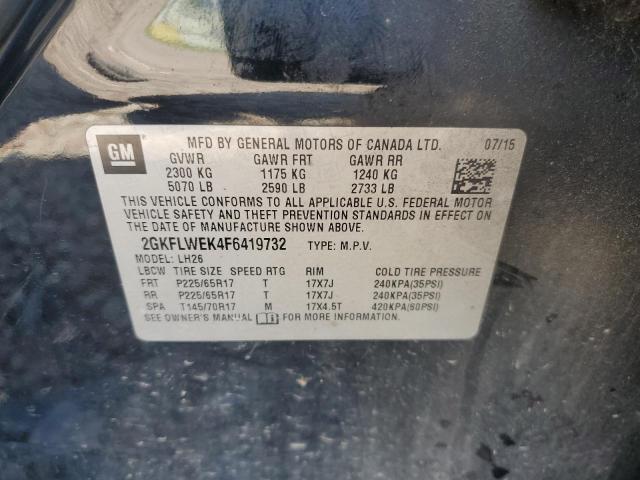 GM
MFD BY GENERAL MOTORS OF CANADA LTD. 07/15
GVWR GAWR FRT GAWR RR
2300 KG 1175 KG 1240 KG
5070 LB 2590 LB 2733 LB
THIS VEHICLE CONFORMS TO ALL APPLICABLE U.S. FEDERAL MOTOR
VEHICLE SAFETY AND THEFT PREVENTION STANDARDS IN EFFECT ON
THE DATE OF MANUFACTURE SHOWN ABOVE.
2GKFLWEK4F6419732 TYPE: M.P.V.
MODEL: LH26
LBCW TIRE SIZE SPEED RTG RIM COLD TIRE PRESSURE
FRT P225/65R17 T 17X7J 240KPA(35PSI)
RR P225/65R17 T 17X7J 240KPA(35PSI)
SPA T145/70R17 M 17X4.5T 420KPA(60PSI)
SEE OWNER'S MANUAL FOR MORE INFORMATION.